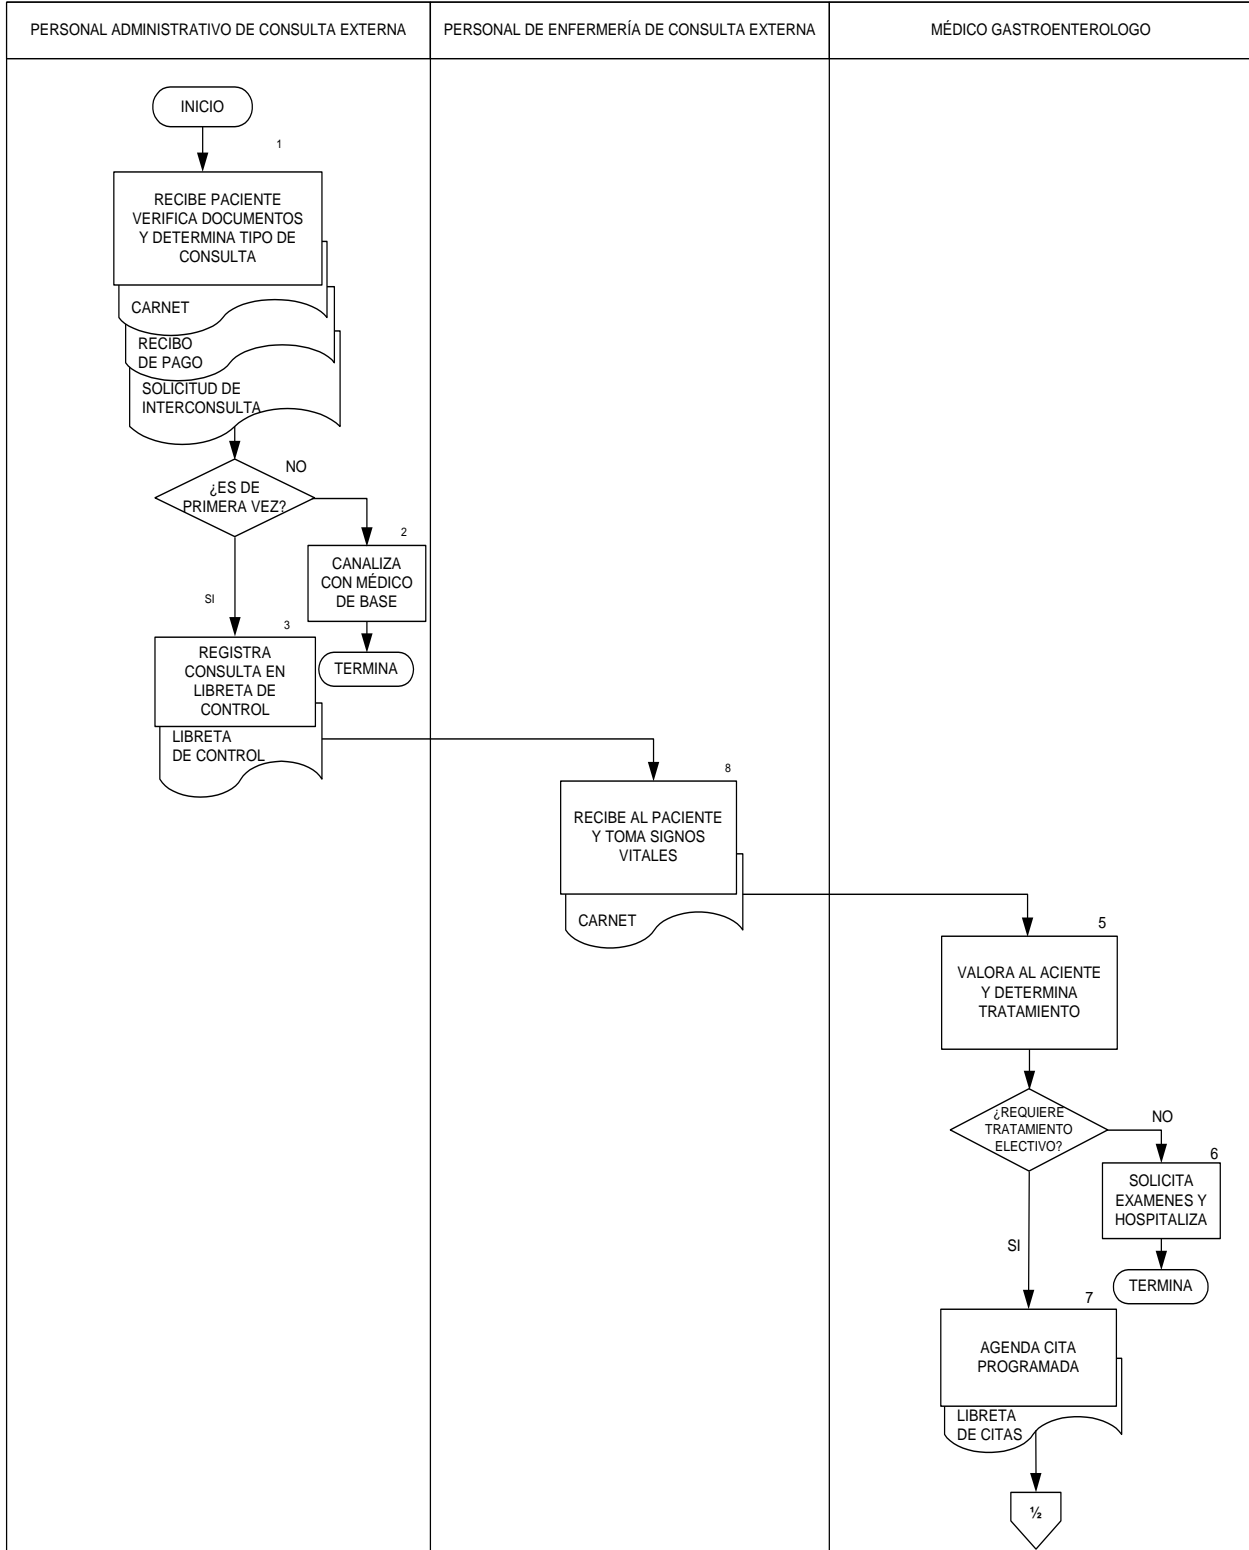 PERSONAL ADMINISTRATIVO DE CONSULTA EXTERNA
PERSONAL DE ENFERMERÍA DE CONSULTA EXTERNA
MÉDICO GASTROENTEROLOGO
INICIO
1
RECIBE PACIENTE
VERIFICA DOCUMENTOS
Y DETERMINA TIPO DE
CONSULTA
CARNET
RECIBO
DE PAGO
SOLICITUD DE
INTERCONSULTA
¿ES DE
PRIMERA VEZ?
NO
2
CANALIZA
CON MÉDICO
DE BASE
TERMINA
SI
3
REGISTRA
CONSULTA EN
LIBRETA DE
CONTROL
LIBRETA
DE CONTROL
8
RECIBE AL PACIENTE
Y TOMA SIGNOS
VITALES
CARNET
5
VALORA AL ACIENTE
Y DETERMINA
TRATAMIENTO
¿REQUIERE
TRATAMIENTO
ELECTIVO?
NO
6
SOLICITA
EXAMENES Y
HOSPITALIZA
TERMINA
SI
7
AGENDA CITA
PROGRAMADA
LIBRETA
DE CITAS
½